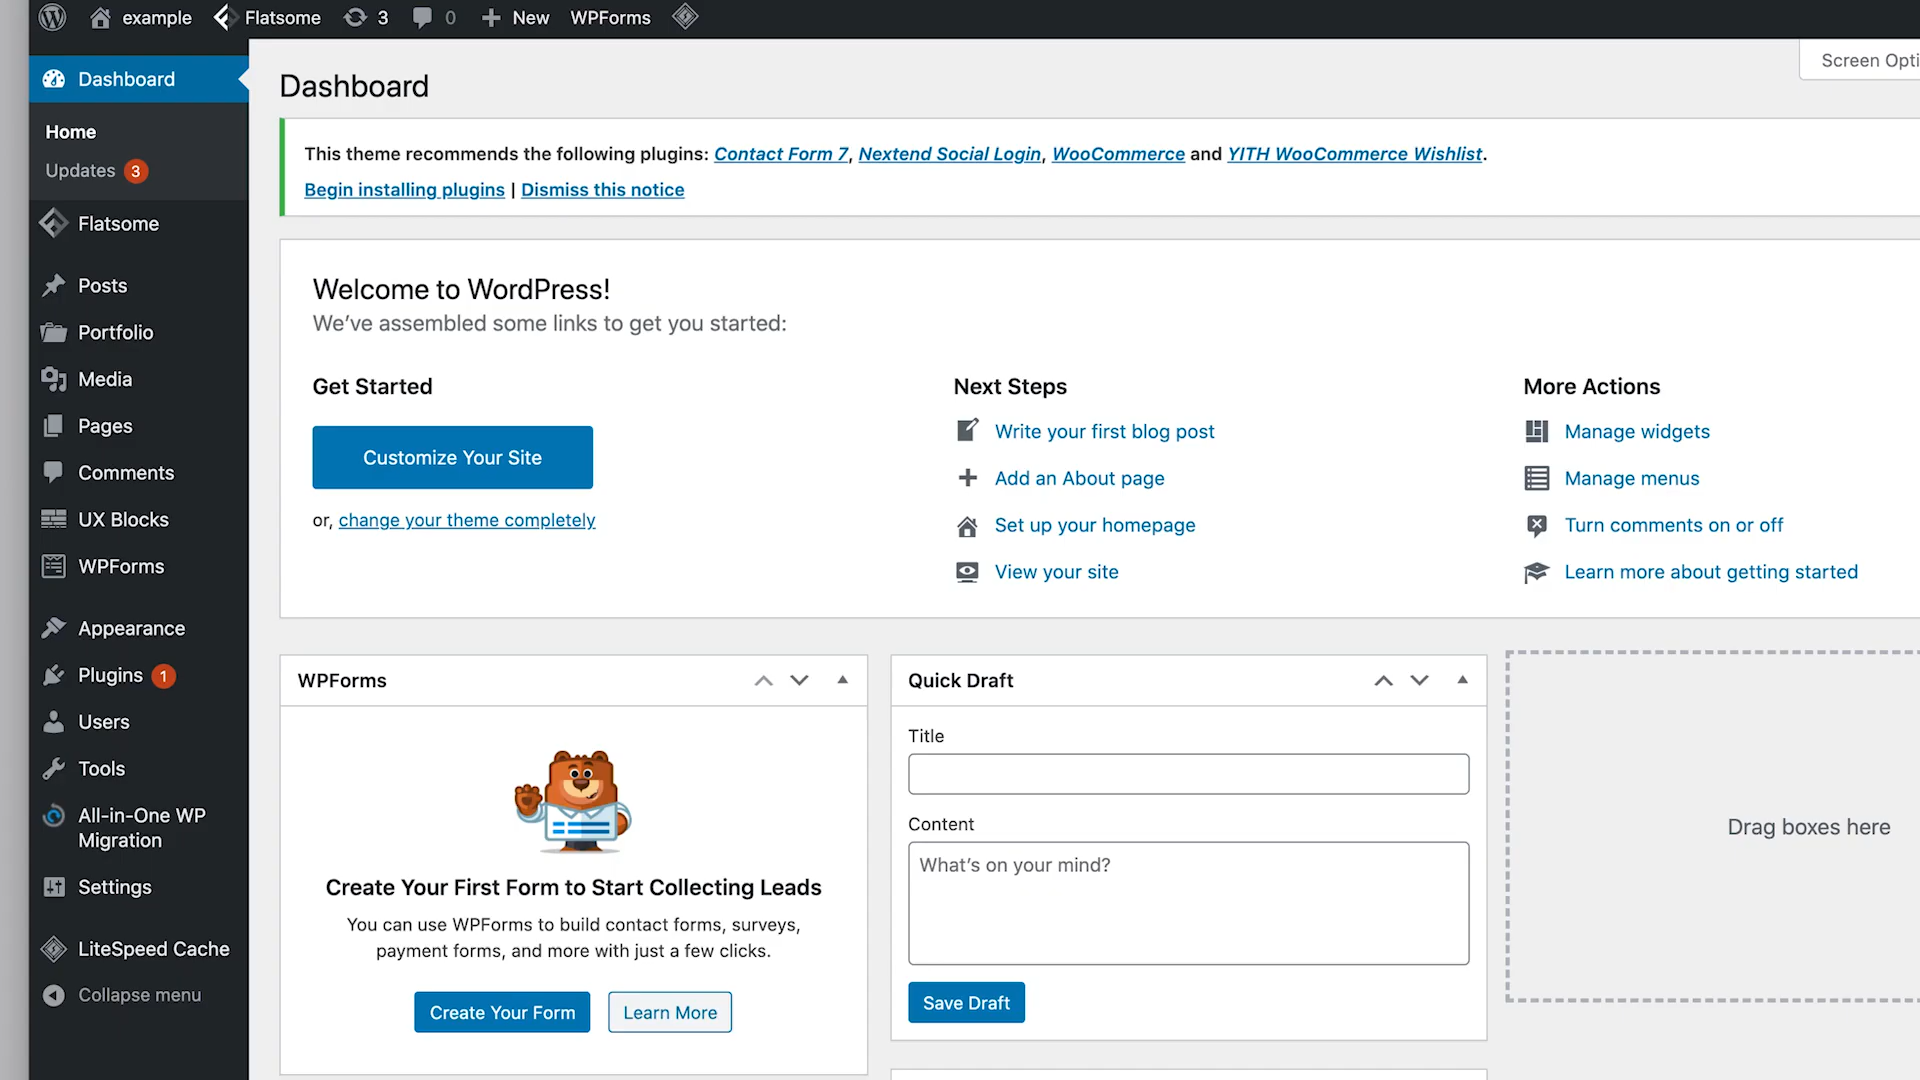 example Flatsome 3 0 New WPForms
Screen Opti
Dashboard
Home
Updates 3
Flatsome
Posts
Portfolio
Media
Pages
Comments
UX Blocks
WPForms
Appearance
Plugins 1
Users
Tools
All-in-One WP
Migration
Settings
LiteSpeed Cache
Collapse menu
Dashboard
This theme recommends the following plugins: Contact Form 7, Nextend Social Login, WooCommerce and YITH WooCommerce Wishlist.
Begin installing plugins | Dismiss this notice
Welcome to WordPress!
We’ve assembled some links to get you started:
Get Started
Customize Your Site
or, change your theme completely
Next Steps
Write your first blog post
Add an About page
Set up your homepage
View your site
More Actions
Manage widgets
Manage menus
Turn comments on or off
Learn more about getting started
WPForms
Create Your First Form to Start Collecting Leads
You can use WPForms to build contact forms, surveys,
payment forms, and more with just a few clicks.
Create Your Form Learn More
Quick Draft
Title
Content
What’s on your mind?
Save Draft
Drag boxes here